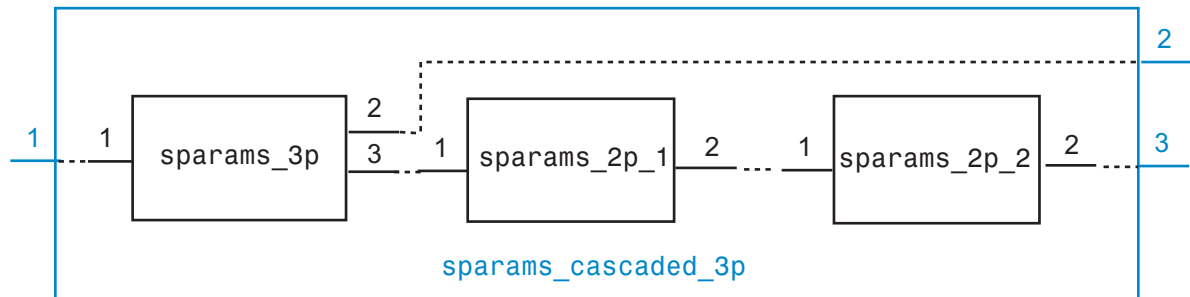 2
2
1 1 sparams_3p 3 1 sparams_2p_1 2 1 sparams_2p_2 2 3
sparams_cascaded_3p